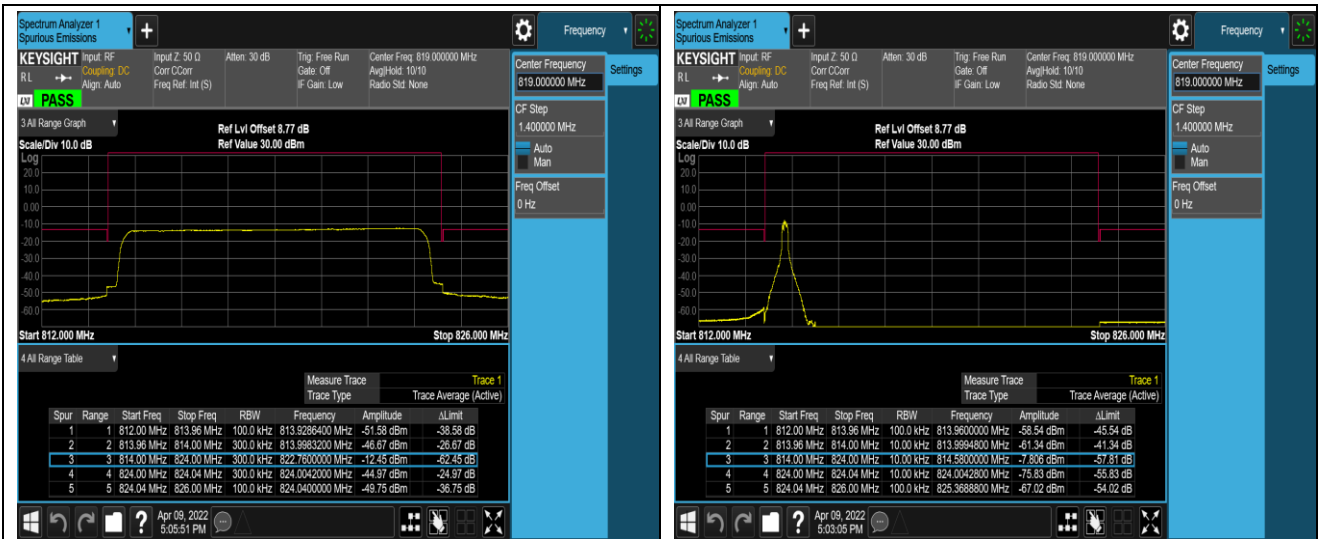 Spectrum Analyzer 1
Spurious Emissions
+
Frequency
KEYSIGHT Input: RF Input Z: 50 Ω Atten: 30 dB Trig: Free Run Center Freq: 819.000000 MHz
RL Coupling: DC Corr CCorr Gate: Off Avg|Hold: 10/10
Align: Auto Freq Ref: Int (S) IF Gain: Low Radio Std: None
LXI PASS
Center Frequency
819.000000 MHz
Settings
CF Step
1.400000 MHz
Auto
Man
Freq Offset
0 Hz
3 All Range Graph
Ref Lvl Offset 8.77 dB
Scale/Div 10.0 dB Ref Value 30.00 dBm
Log
20.0
10.0
0.00
-10.0
-20.0
-30.0
-40.0
-50.0
-60.0
Start 812.000 MHz Stop 826.000 MHz
4 All Range Table
Measure Trace Trace 1
Trace Type Trace Average (Active)
Spur Range Start Freq Stop Freq RBW Frequency Amplitude ΔLimit
1 1 812.00 MHz 813.96 MHz 100.0 kHz 813.9286400 MHz -51.58 dBm -38.58 dB
2 2 813.96 MHz 814.00 MHz 300.0 kHz 813.9983200 MHz -46.67 dBm -26.67 dB
3 3 814.00 MHz 824.00 MHz 300.0 kHz 822.7600000 MHz -12.45 dBm -62.45 dB
4 4 824.00 MHz 824.04 MHz 300.0 kHz 824.0042000 MHz -44.97 dBm -24.97 dB
5 5 824.04 MHz 826.00 MHz 100.0 kHz 824.0400000 MHz -49.75 dBm -36.75 dB
? Apr 09, 2022
5:05:51 PM
Spectrum Analyzer 1
Spurious Emissions
+
Frequency
KEYSIGHT Input: RF Input Z: 50 Ω Atten: 30 dB Trig: Free Run Center Freq: 819.000000 MHz
RL Coupling: DC Corr CCorr Gate: Off Avg|Hold: 10/10
Align: Auto Freq Ref: Int (S) IF Gain: Low Radio Std: None
LXI PASS
Center Frequency
819.000000 MHz
Settings
CF Step
1.400000 MHz
Auto
Man
Freq Offset
0 Hz
3 All Range Graph
Ref Lvl Offset 8.77 dB
Scale/Div 10.0 dB Ref Value 30.00 dBm
Log
20.0
10.0
0.00
-10.0
-20.0
-30.0
-40.0
-50.0
-60.0
Start 812.000 MHz Stop 826.000 MHz
4 All Range Table
Measure Trace Trace 1
Trace Type Trace Average (Active)
Spur Range Start Freq Stop Freq RBW Frequency Amplitude ΔLimit
1 1 812.00 MHz 813.96 MHz 100.0 kHz 813.9600000 MHz -58.54 dBm -45.54 dB
2 2 813.96 MHz 814.00 MHz 10.00 kHz 813.9994800 MHz -61.34 dBm -41.34 dB
3 3 814.00 MHz 824.00 MHz 10.00 kHz 814.5800000 MHz -7.806 dBm -57.81 dB
4 4 824.00 MHz 824.04 MHz 10.00 kHz 824.0042800 MHz -75.83 dBm -55.83 dB
5 5 824.04 MHz 826.00 MHz 100.0 kHz 825.3688800 MHz -67.02 dBm -54.02 dB
? Apr 09, 2022
5:03:05 PM